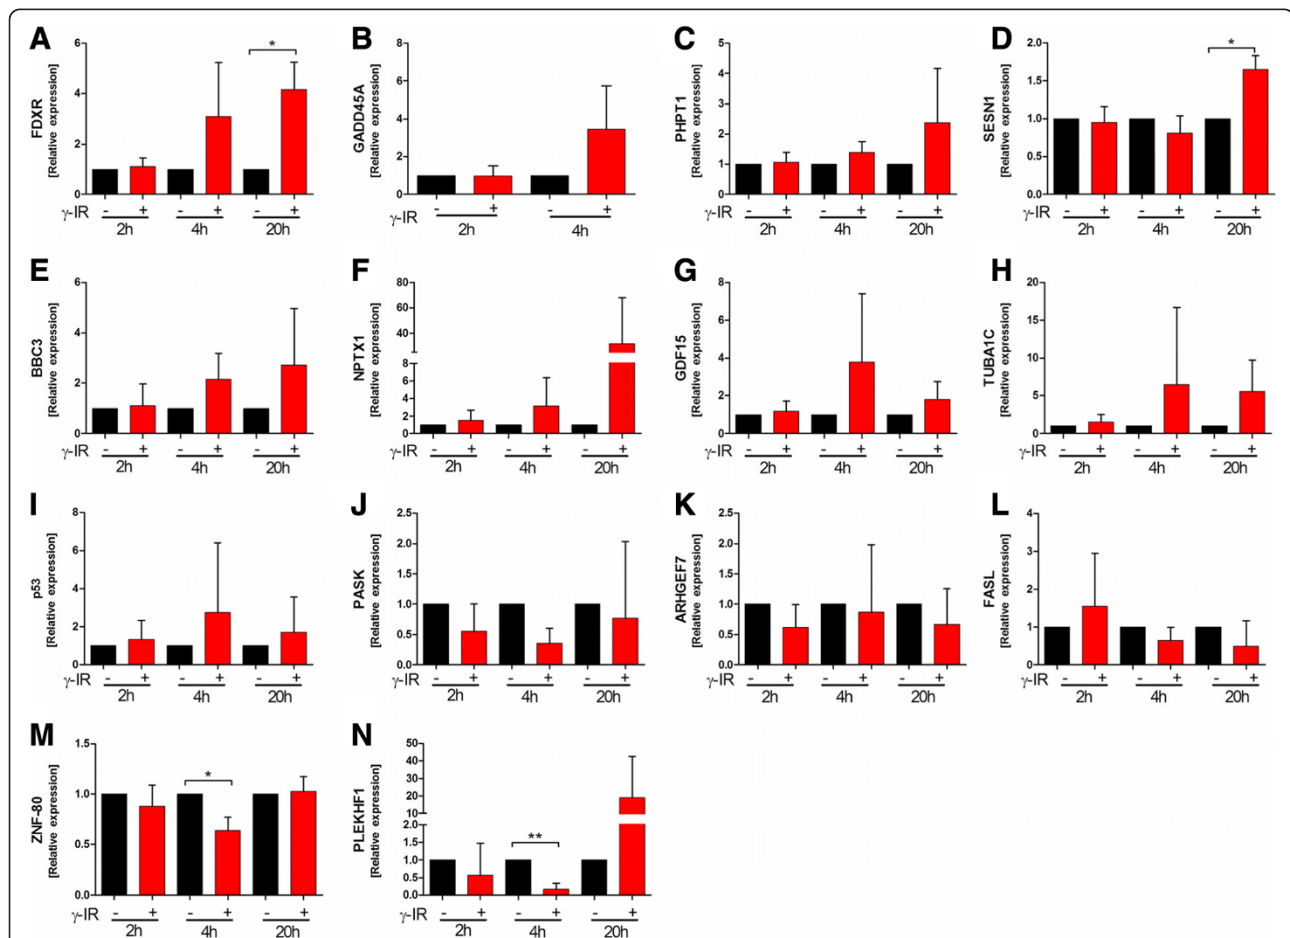 A
FDXR
[Relative expression]
6
4
2
0
*
γ-IR - + - + - +
2h 4h 20h
B
GADD45A
[Relative expression]
8
6
4
2
0
γ-IR - + - +
2h 4h
C
PHPT1
[Relative expression]
5
4
3
2
1
0
γ-IR - + - + - +
2h 4h 20h
D
SESN1
[Relative expression]
2.0
1.5
1.0
0.5
0.0
*
γ-IR - + - + - +
2h 4h 20h
E
BBC3
[Relative expression]
6
4
2
0
γ-IR - + - + - +
2h 4h 20h
F
NPTX1
[Relative expression]
80
60
40
20
8
6
4
2
0
γ-IR - + - + - +
2h 4h 20h
G
GDF15
[Relative expression]
8
6
4
2
0
γ-IR - + - + - +
2h 4h 20h
H
TUBA1C
[Relative expression]
20
15
10
5
0
γ-IR - + - + - +
2h 4h 20h
I
p53
[Relative expression]
8
6
4
2
0
γ-IR - + - + - +
2h 4h 20h
J
PASK
[Relative expression]
2.5
2.0
1.5
1.0
0.5
0.0
γ-IR - + - + - +
2h 4h 20h
K
ARHGEF7
[Relative expression]
2.5
2.0
1.5
1.0
0.5
0.0
γ-IR - + - + - +
2h 4h 20h
L
FASL
[Relative expression]
4
3
2
1
0
γ-IR - + - + - +
2h 4h 20h
M
ZNF-80
[Relative expression]
1.5
1.0
0.5
0.0
*
γ-IR - + - + - +
2h 4h 20h
N
PLEKHF1
[Relative expression]
50
40
30
20
10
2.0
1.5
1.0
0.5
0.0
**
γ-IR - + - + - +
2h 4h 20h